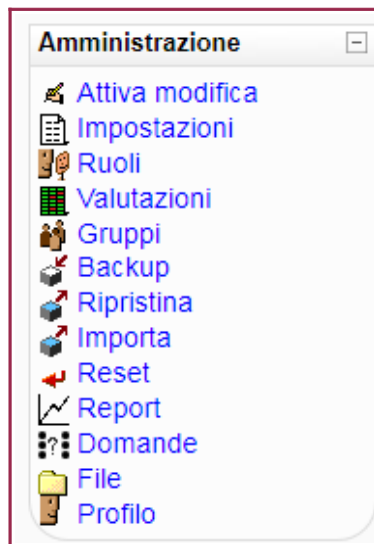 Amministrazione
Attiva modifica
Impostazioni
Ruoli
Valutazioni
Gruppi
Backup
Ripristina
Importa
Reset
Report
Domande
File
Profilo